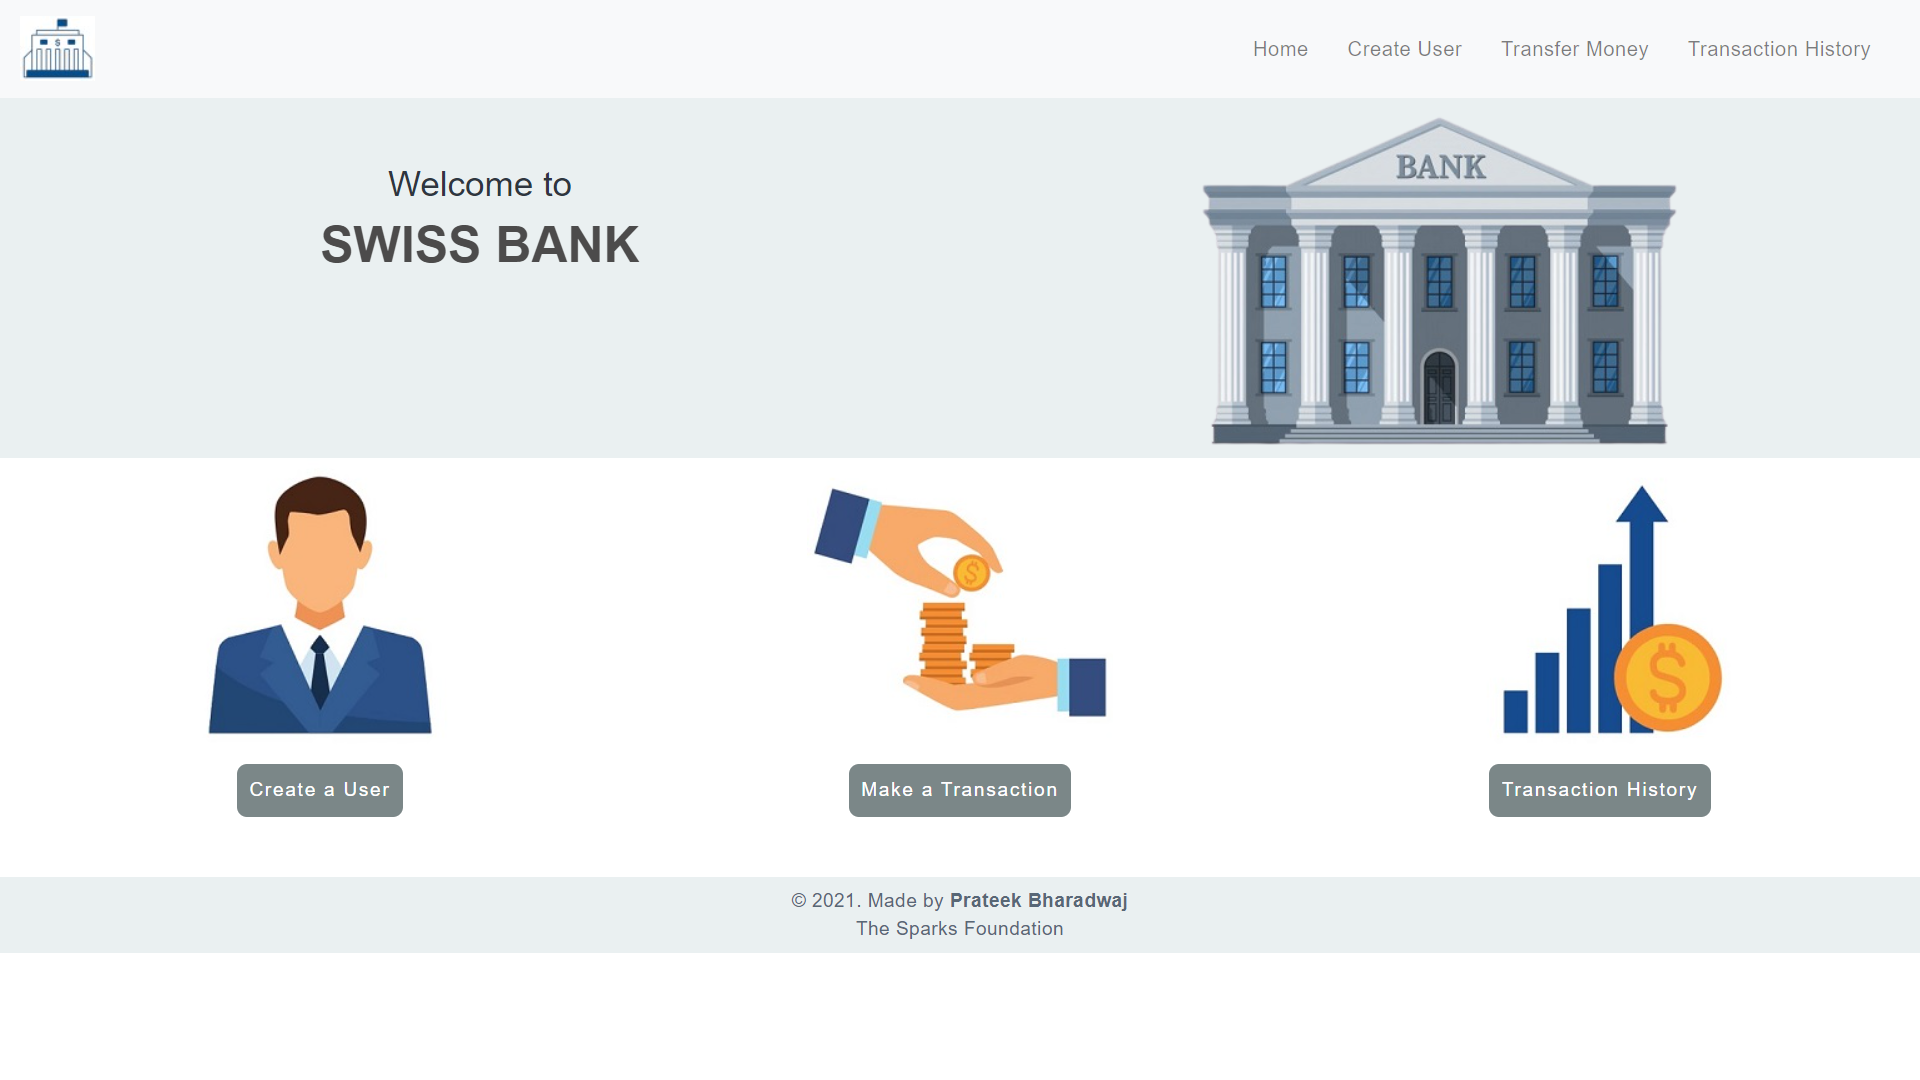 Home Create User Transfer Money Transaction History
Welcome to
SWISS BANK
BANK
Create a User
Make a Transaction
Transaction History
© 2021. Made by Prateek Bharadwaj
The Sparks Foundation